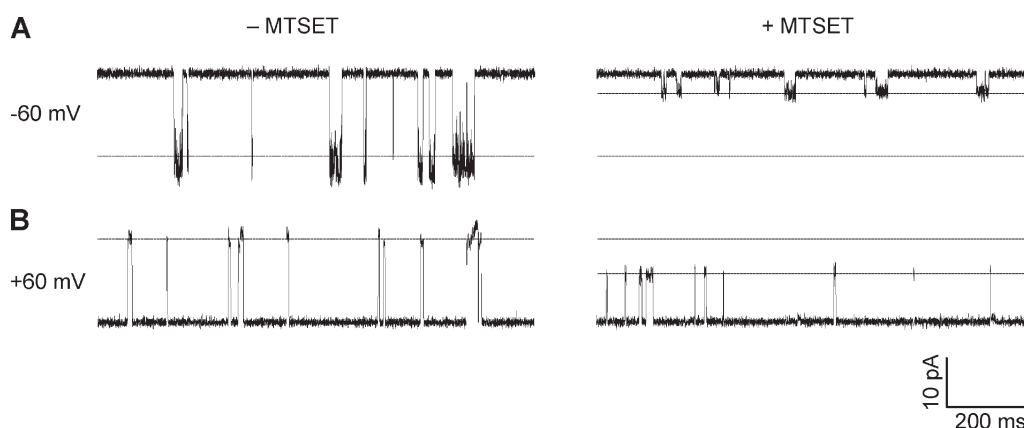 A
– MTSET
+ MTSET
-60 mV
B
+60 mV
10 pA
200 ms